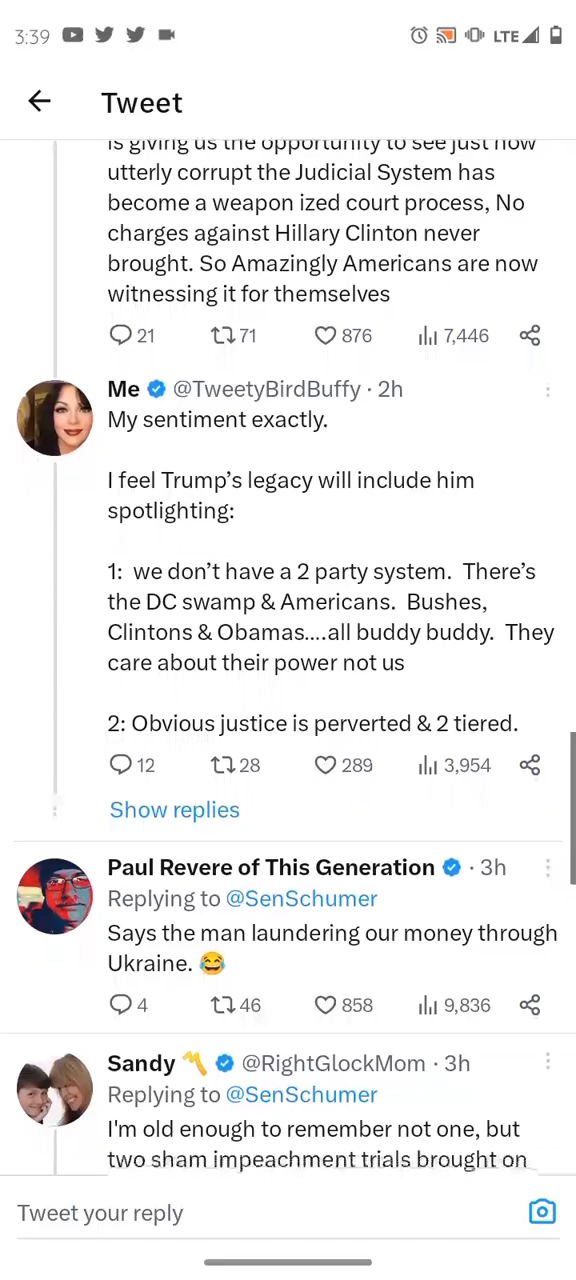 3:39 LTE
Tweet
is giving us the opportunity to see just how
utterly corrupt the Judicial System has
become a weapon ized court process, No
charges against Hillary Clinton never
brought. So Amazingly Americans are now
witnessing it for themselves
21 71 876 7,446
Me @TweetyBirdBuffy · 2h
My sentiment exactly.
I feel Trump’s legacy will include him
spotlighting:
1:  we don’t have a 2 party system.  There’s
the DC swamp & Americans.  Bushes,
Clintons & Obamas….all buddy buddy.  They
care about their power not us
2: Obvious justice is perverted & 2 tiered.
12 28 289 3,954
Show replies
Paul Revere of This Generation · 3h
Replying to @SenSchumer
Says the man laundering our money through
Ukraine. 😂
4 46 858 9,836
Sandy 〽️ @RightGlockMom · 3h
Replying to @SenSchumer
I'm old enough to remember not one, but
two sham impeachment trials brought on
Tweet your reply